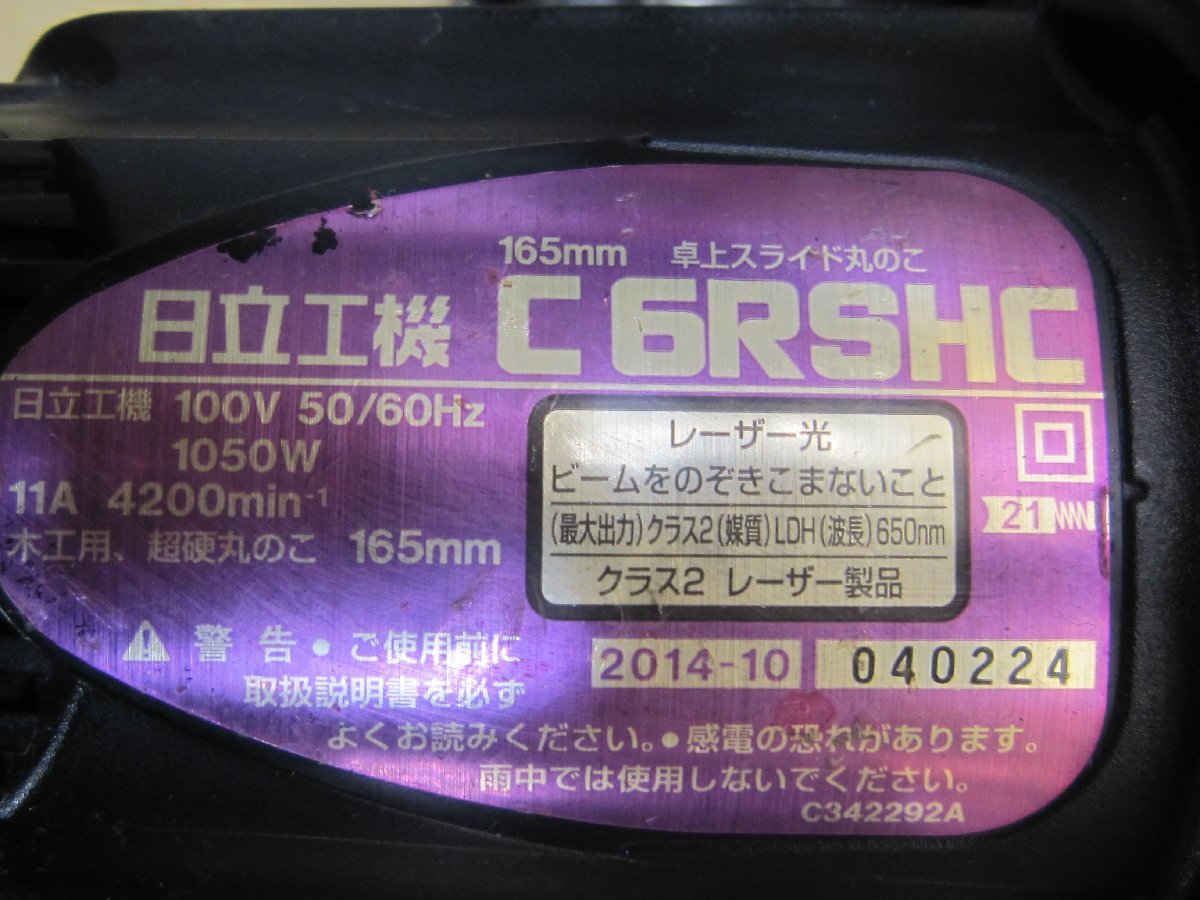 165mm 卓上スライド丸のこ
日立工機 C 6RSHC
日立工機 100V 50/60Hz
1050W
11A 4200min⁻¹
木工用、超硬丸のこ 165mm
レーザー光
ビームをのぞきこまないこと
(最大出力)クラス2(媒質)LDH(波長)650nm
クラス2 レーザー製品
21
2014-10 040224
警告 ● ご使用前に
取扱説明書を必ず
よくお読みください。● 感電の恐れがあります。
雨中では使用しないでください。
C342292A